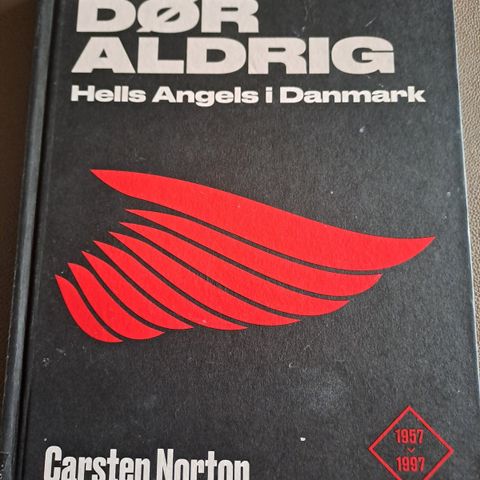 DØR
ALDRIG
Hells Angels i Danmark
1957
1997
Carsten Norton